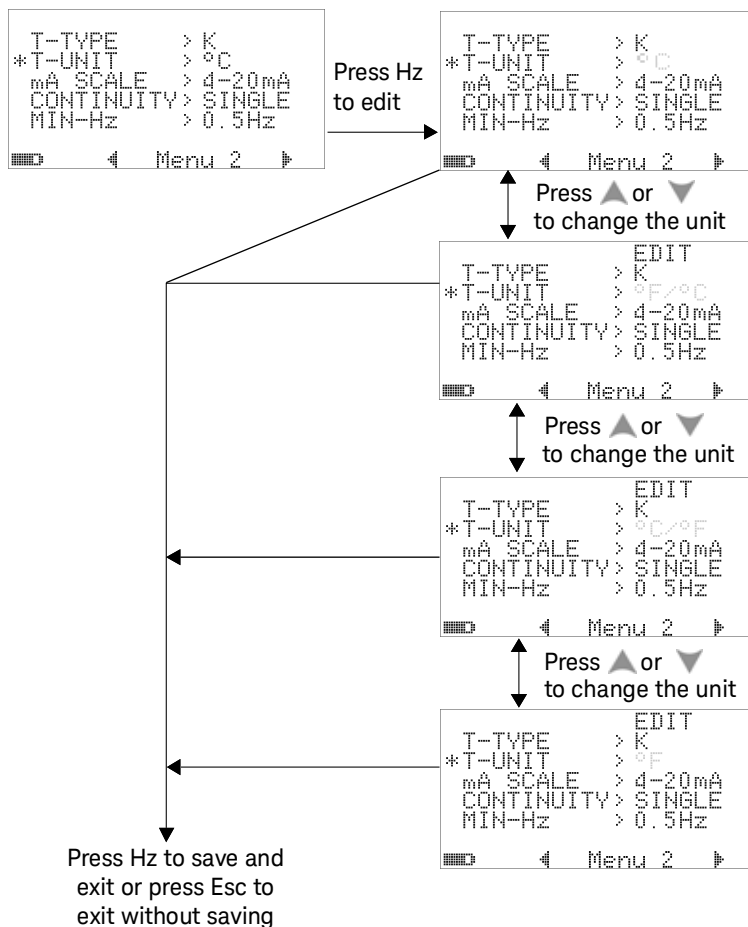 T-TYPE > K
*T-UNIT > °C
mA SCALE > 4-20mA
CONTINUITY> SINGLE
MIN-Hz > 0.5Hz
Menu 2
Press Hz
to edit
T-TYPE > K
*T-UNIT > °C
mA SCALE > 4-20mA
CONTINUITY> SINGLE
MIN-Hz > 0.5Hz
Menu 2
Press ▲ or ▼
to change the unit
EDIT
T-TYPE > K
*T-UNIT > °F/°C
mA SCALE > 4-20mA
CONTINUITY> SINGLE
MIN-Hz > 0.5Hz
Menu 2
Press ▲ or ▼
to change the unit
EDIT
T-TYPE > K
*T-UNIT > °C/°F
mA SCALE > 4-20mA
CONTINUITY> SINGLE
MIN-Hz > 0.5Hz
Menu 2
Press ▲ or ▼
to change the unit
EDIT
T-TYPE > K
*T-UNIT > °F
mA SCALE > 4-20mA
CONTINUITY> SINGLE
MIN-Hz > 0.5Hz
Menu 2
Press Hz to save and
exit or press Esc to
exit without saving